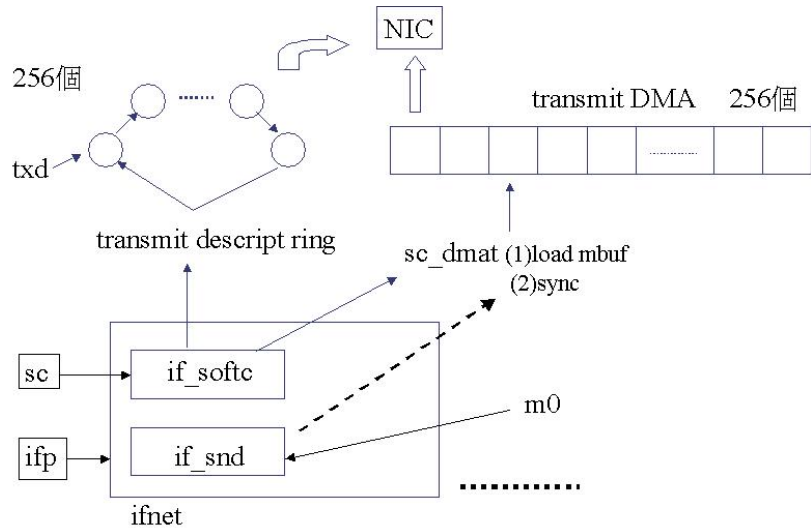 NIC
256個
transmit DMA 256個
txd
transmit descript ring
sc_dmat (1)load mbuf
(2)sync
sc
if_softc
m0
ifp
if_snd
ifnet